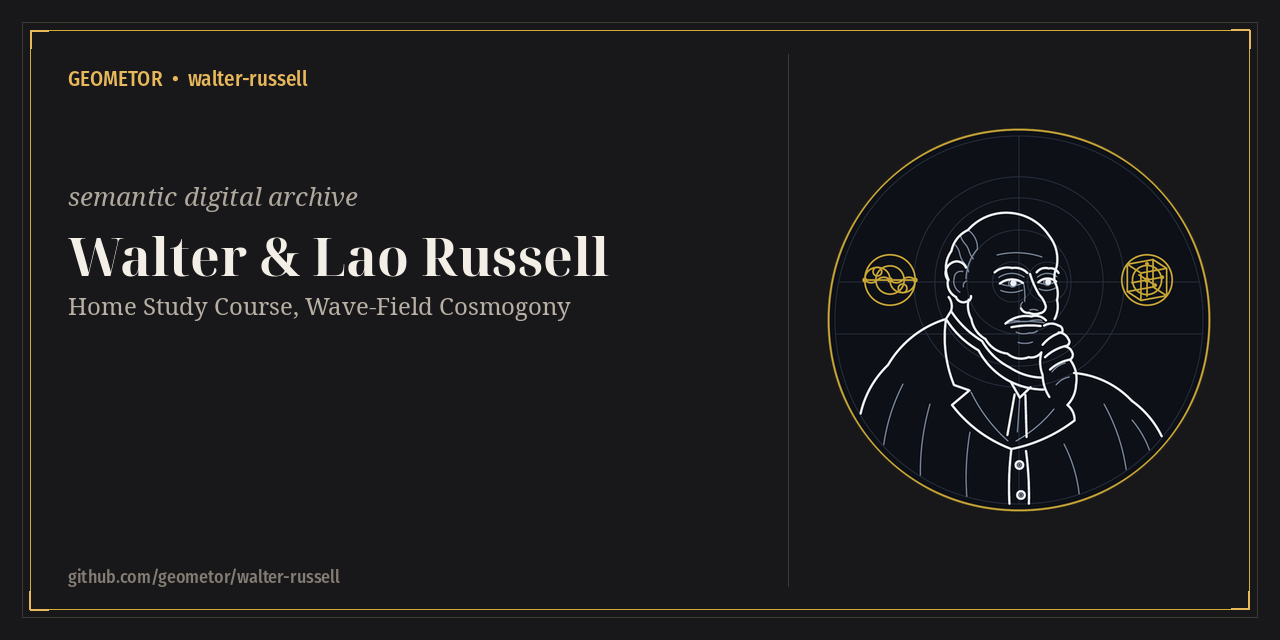 GEOMETOR • walter-russell
semantic digital archive
Walter & Lao Russell
Home Study Course, Wave-Field Cosmogony
github.com/geometor/walter-russell